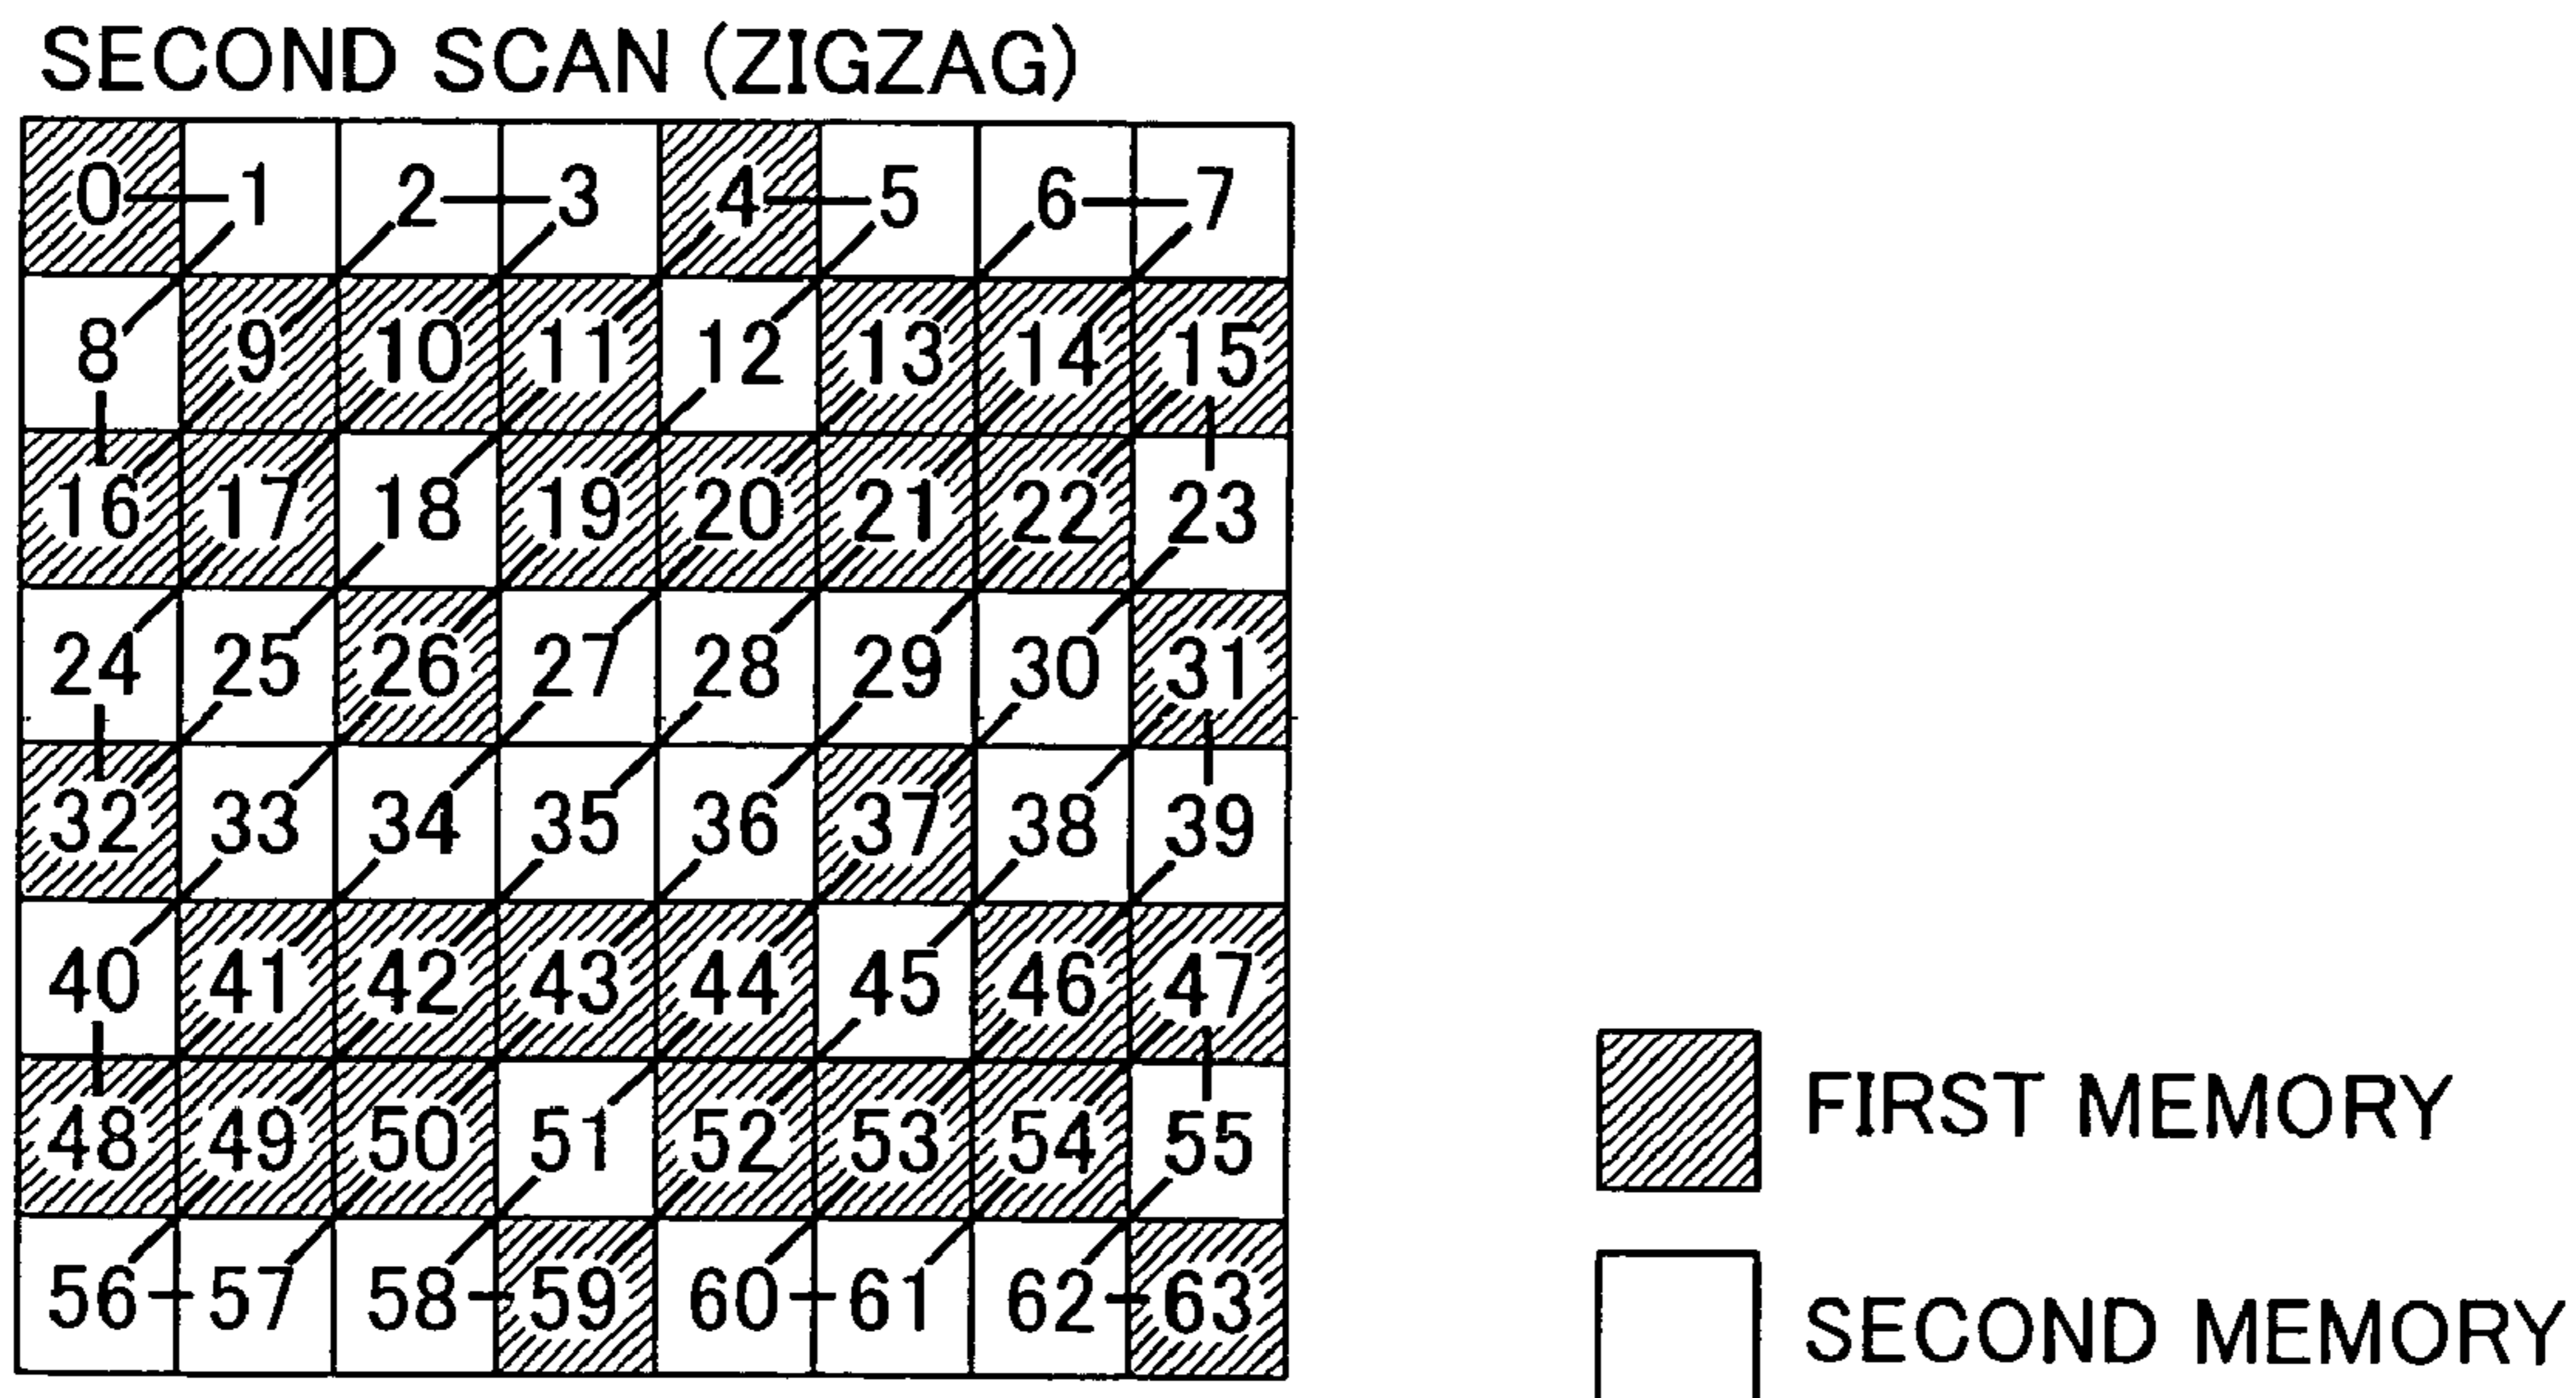 SECOND SCAN (ZIGZAG)
0 1 2 3 4 5 6 7
8 9 10 11 12 13 14 15
16 17 18 19 20 21 22 23
24 25 26 27 28 29 30 31
32 33 34 35 36 37 38 39
40 41 42 43 44 45 46 47
48 49 50 51 52 53 54 55
56 57 58 59 60 61 62 63
FIRST MEMORY
SECOND MEMORY